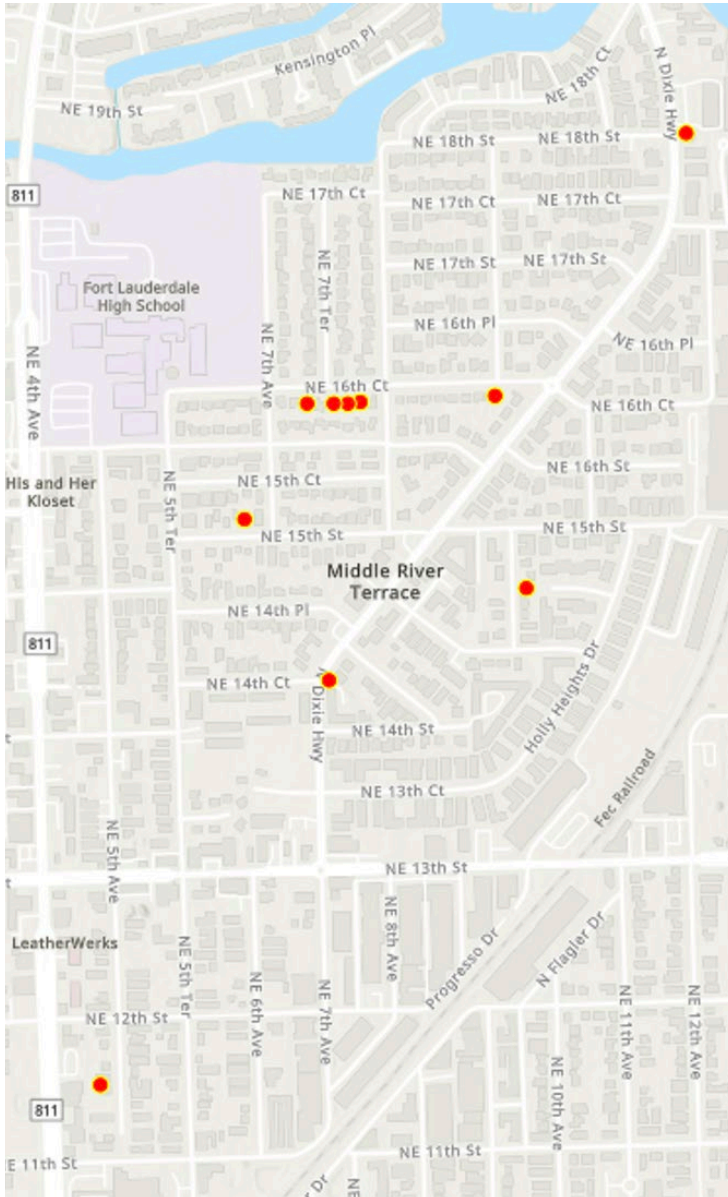 Kensington Pl
NE 18th Ct
N Dixie Hwy
NE 19th St
NE 18th St
NE 18th St
811
NE 17th Ct
NE 17th Ct
NE 17th Ct
NE 7th Ter
NE 17th St
NE 17th St
Fort Lauderdale
High School
NE 16th Pl
NE 16th Pl
NE 7th Ave
NE 4th Ave
NE 16th Ct
NE 16th Ct
NE 16th St
His and Her
Kloset
NE 15th Ct
NE 5th Ter
NE 15th St
NE 15th St
Middle River
Terrace
NE 14th Pl
811
NE 14th Ct
N Dixie Hwy
Holly Heights Dr
NE 14th St
t
Fec Railroad
NE 13th Ct
NE 5th Ave
NE 13th St
t
NE 8th Ave
LeatherWerks
Progresso Dr
N Flagler Dr
NE 5th Ter
NE 6th Ave
NE 7th Ave
NE 11th Ave
NE 12th Ave
NE 12th St
NE 10th Ave
811
NE 11th St
E 11th St
r Dr
NE